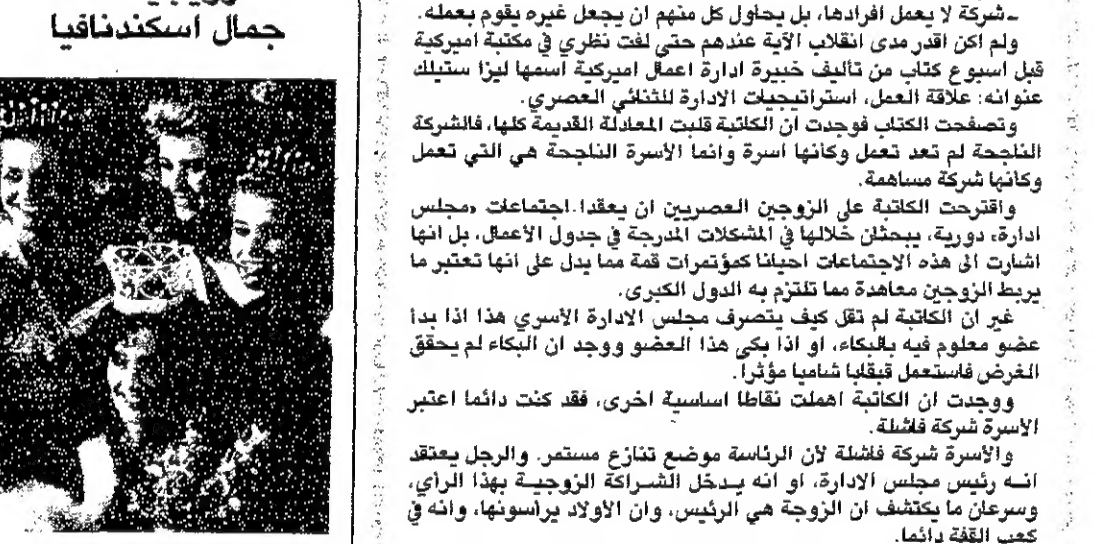 جمال اسكندنافيا
ـ شركة لا يعمل افرادها، بل يحاول كل منهم ان يجعل غيره يقوم بعمله.
ولم اكن اقدر مدى انقلاب الآية عندهم حتى لفت نظري في مكتبة اميركية
قبل اسبوع كتاب من تأليف خبيرة ادارة اعمال اميركية اسمها ليزا ستيلك
عنوانه: علاقة العمل، استراتيجيات الادارة للثنائي العصري.
وتصفحت الكتاب فوجدت ان الكاتبة قلبت المعادلة القديمة كلها، فالشركة
الناجحة لم تعد تعمل وكأنها اسرة وانما الأسرة الناجحة هي التي تعمل
وكأنها شركة مساهمة.
واقترحت الكاتبة على الزوجين العصريين ان يعقدا اجتماعات «مجلس
ادارة» دورية، يبحثان خلالها في المشكلات المدرجة في جدول الأعمال، بل انها
اشارت الى هذه الاجتماعات احيانا كمؤتمرات قمة مما يدل على انها تعتبر ما
يربط الزوجين معاهدة مما تلتزم به الدول الكبرى.
غير ان الكاتبة لم تقل كيف يتصرف مجلس الادارة الأسري هذا اذا بدا
عضو معلوم فيه بالبكاء، او اذا بكى هذا العضو ووجد ان البكاء لم يحقق
الغرض فاستعمل قبقابا شاميا مؤثرا.
ووجدت ان الكاتبة اهملت نقاطا اساسية اخرى، فقد كنت دائما اعتبر
الأسرة شركة فاشلة.
والأسرة شركة فاشلة لأن الرئاسة موضع تنازع مستمر. والرجل يعتقد
انه رئيس مجلس الادارة، او انه يدخل الشراكة الزوجية بهذا الرأي،
وسرعان ما يكتشف ان الزوجة هي الرئيس، وان الأولاد يرأسونها، وانه في
كعب القفة دائما.